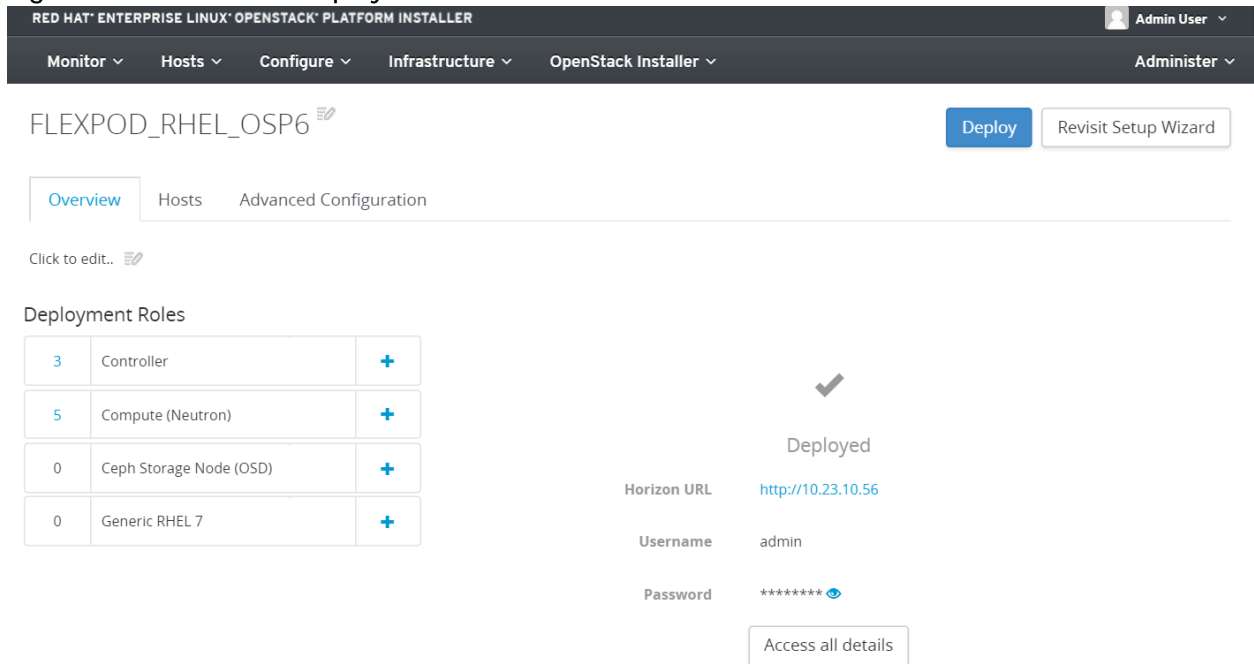 RED HAT® ENTERPRISE LINUX® OPENSTACK® PLATFORM INSTALLER
Admin User
Monitor Hosts Configure Infrastructure OpenStack Installer Administer
FLEXPOD_RHEL_OSP6
Deploy Revisit Setup Wizard
Overview Hosts Advanced Configuration
Click to edit..
Deployment Roles
3 Controller +
5 Compute (Neutron) +
0 Ceph Storage Node (OSD) +
0 Generic RHEL 7 +
Deployed
Horizon URL http://10.23.10.56
Username admin
Password ********
Access all details